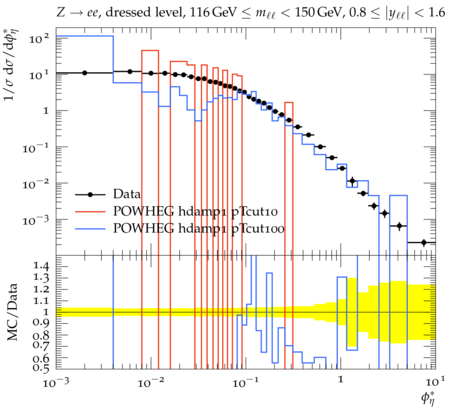 Z → ee, dressed level, 116 GeV ≤ mℓℓ < 150 GeV, 0.8 ≤ |yℓℓ| < 1.6
1/σ dσ/dϕ*η
10²
10¹
1
10⁻¹
10⁻²
10⁻³
Data
POWHEG hdamp1 pTcut10
POWHEG hdamp1 pTcut100
MC/Data
1.4
1.3
1.2
1.1
1
0.9
0.8
0.7
0.6
0.5
10⁻³ 10⁻² 10⁻¹ 1 10¹
ϕ*η